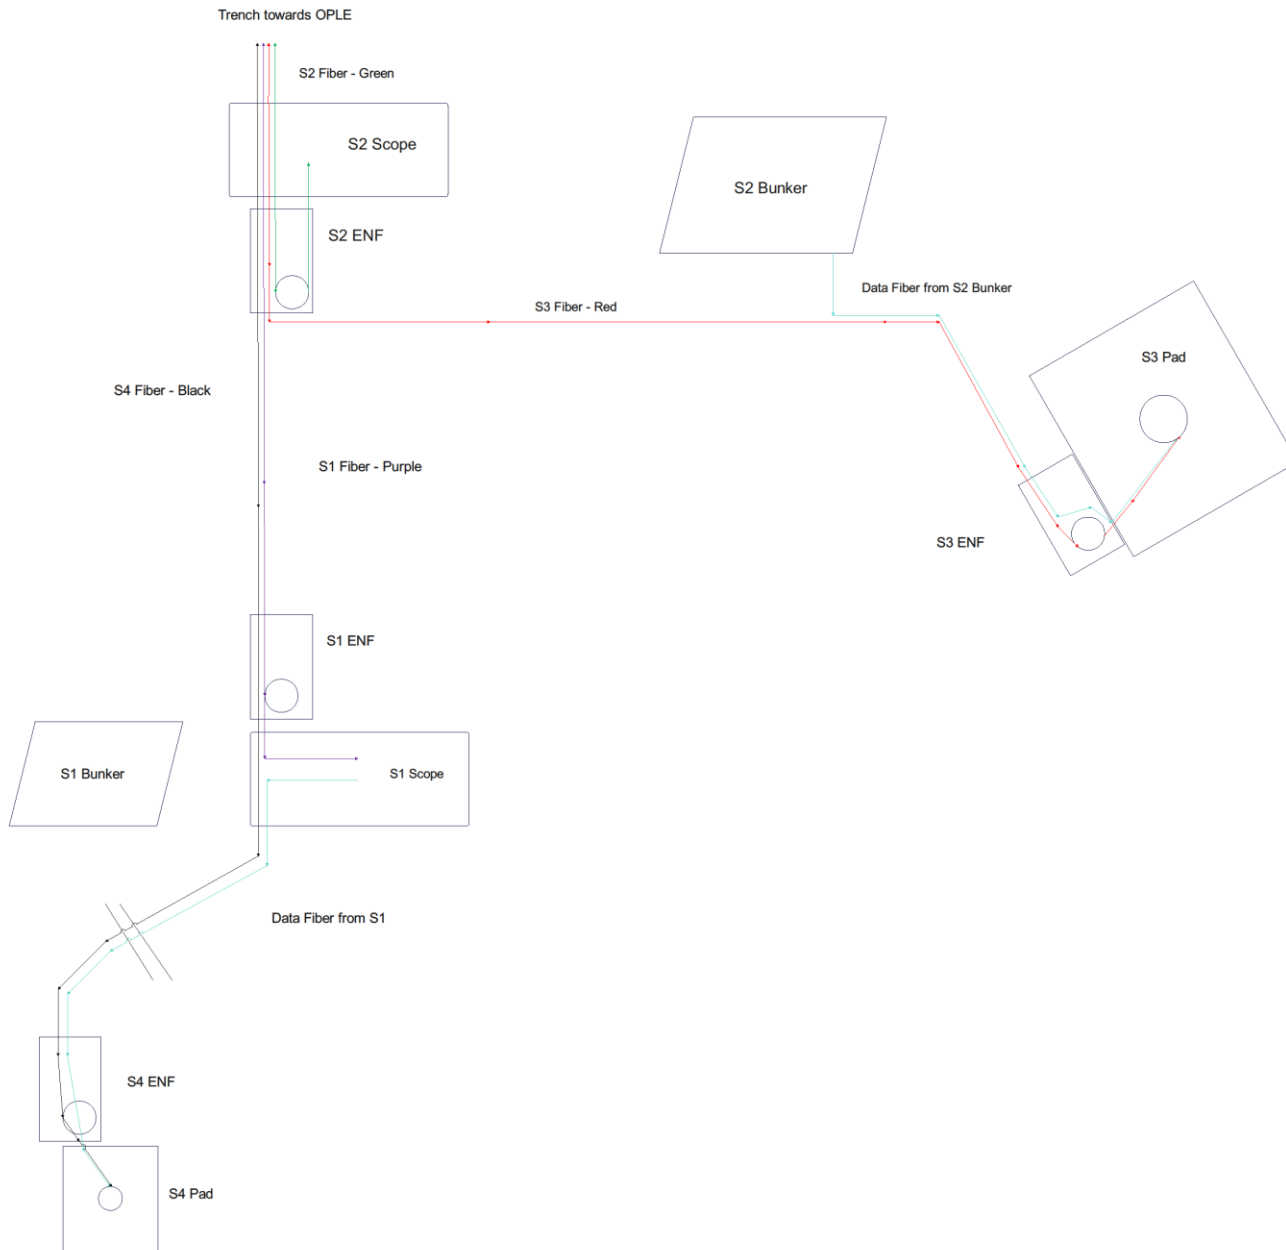 Trench towards OPLE
S2 Fiber - Green
S2 Scope
S2 Bunker
S2 ENF
Data Fiber from S2 Bunker
S3 Fiber - Red
S3 Pad
S4 Fiber - Black
S1 Fiber - Purple
S3 ENF
S1 ENF
S1 Bunker
S1 Scope
Data Fiber from S1
S4 ENF
S4 Pad